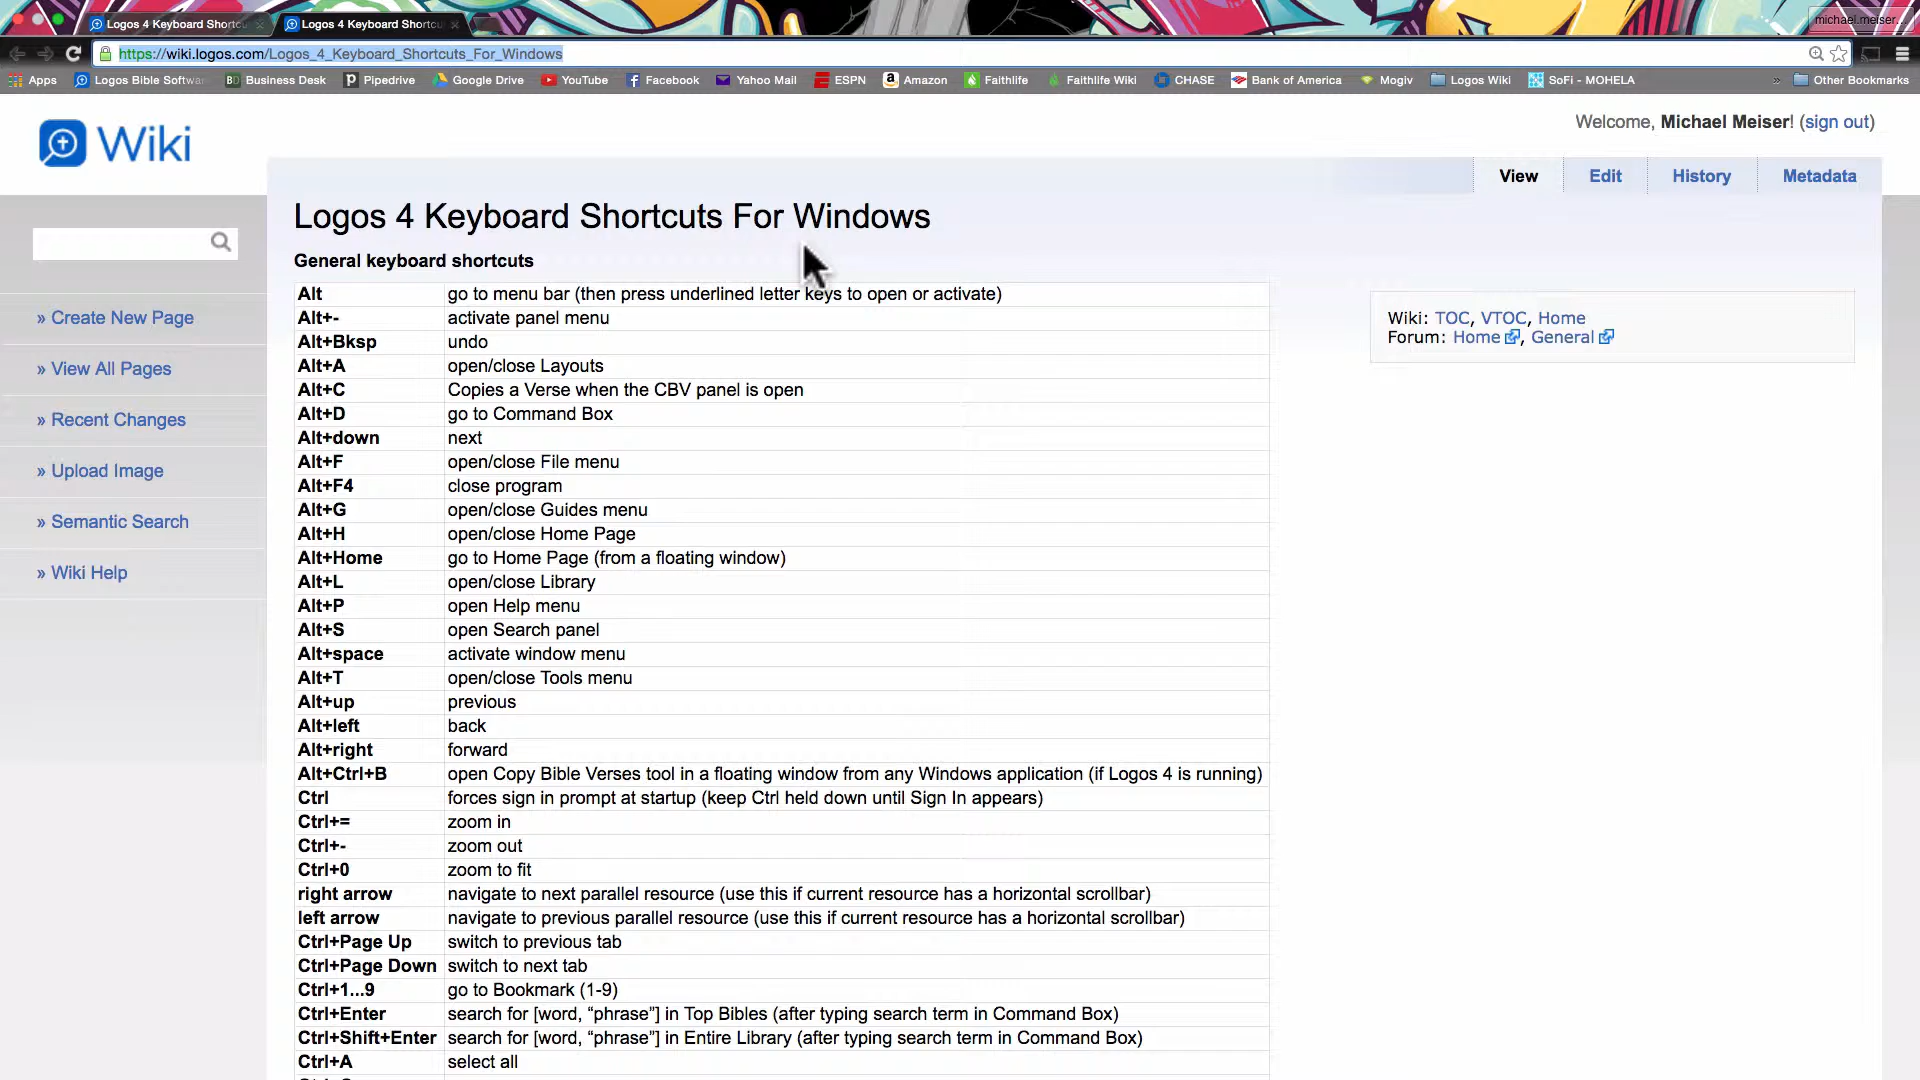 Logos 4 Keyboard Shortc
Logos 4 Keyboard Shortcu
michael.meiser...
https://wiki.logos.com/Logos_4_Keyboard_Shortcuts_For_Windows
Apps
Logos Bible Softwa
Business Desk
Pipedrive
Google Drive
YouTube
Facebook
Yahoo Mail
ESPN
Amazon
Faithlife
Faithlife Wiki
CHASE
Bank of America
Mogiv
Logos Wiki
SoFi - MOHELA
»
Other Bookmarks
Wiki
Welcome, Michael Meiser! (sign out)
View
Edit
History
Metadata
» Create New Page
» View All Pages
» Recent Changes
» Upload Image
» Semantic Search
» Wiki Help
Logos 4 Keyboard Shortcuts For Windows
General keyboard shortcuts
Alt go to menu bar (then press underlined letter keys to open or activate)
Alt+- activate panel menu
Alt+Bksp undo
Alt+A open/close Layouts
Alt+C Copies a Verse when the CBV panel is open
Alt+D go to Command Box
Alt+down next
Alt+F open/close File menu
Alt+F4 close program
Alt+G open/close Guides menu
Alt+H open/close Home Page
Alt+Home go to Home Page (from a floating window)
Alt+L open/close Library
Alt+P open Help menu
Alt+S open Search panel
Alt+space activate window menu
Alt+T open/close Tools menu
Alt+up previous
Alt+left back
Alt+right forward
Alt+Ctrl+B open Copy Bible Verses tool in a floating window from any Windows application (if Logos 4 is running)
Ctrl forces sign in prompt at startup (keep Ctrl held down until Sign In appears)
Ctrl+= zoom in
Ctrl+- zoom out
Ctrl+0 zoom to fit
right arrow navigate to next parallel resource (use this if current resource has a horizontal scrollbar)
left arrow navigate to previous parallel resource (use this if current resource has a horizontal scrollbar)
Ctrl+Page Up switch to previous tab
Ctrl+Page Down switch to next tab
Ctrl+1...9 go to Bookmark (1-9)
Ctrl+Enter search for [word, “phrase”] in Top Bibles (after typing search term in Command Box)
Ctrl+Shift+Enter search for [word, “phrase”] in Entire Library (after typing search term in Command Box)
Ctrl+A select all
Wiki: TOC, VTOC, Home
Forum: Home, General